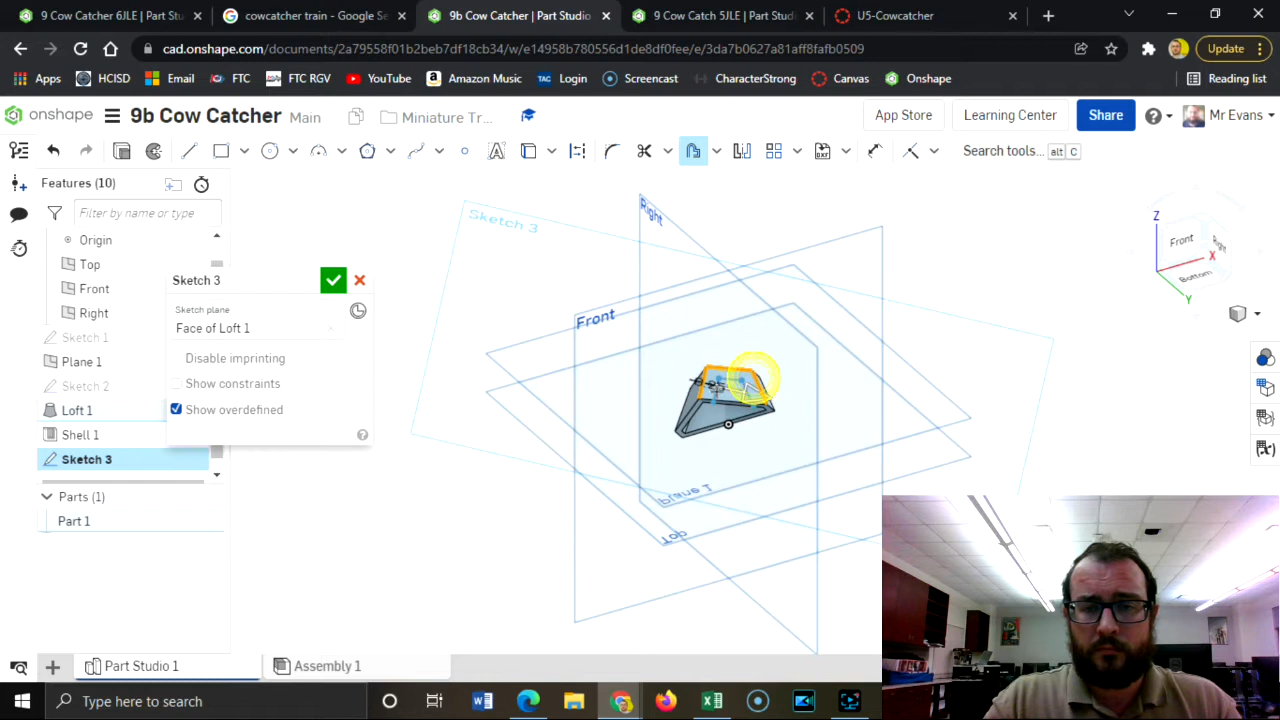 9 Cow Catcher 6JLE | Part Stu
cowcatcher train - Google Se
9b Cow Catcher | Part Studio
9 Cow Catch 5JLE | Part Studi
U5-Cowcatcher
cad.onshape.com/documents/2a79558f01b2beb7df18cb34/w/e14958b780556d1de8df0fee/e/3da7b0627a81aff8fafb0509
Update
Apps
HCISD
Email
FTC
FTC RGV
YouTube
Amazon Music
TAC
Login
Screencast
CharacterStrong
Canvas
Onshape
Reading list
onshape
9b Cow Catcher
Main
Miniature Tr...
App Store
Learning Center
Share
Mr Evans
Search tools...
alt
C
Features (10)
Filter by name or type
Origin
Top
Front
Right
Sketch 1
Plane 1
Sketch 2
Loft 1
Shell 1
Sketch 3
Parts (1)
Part 1
Sketch 3
Sketch plane
Face of Loft 1
Disable imprinting
Show constraints
Show overdefined
Sketch 3
Right
Front
Plane 1
Top
Z
Front
Right
X
Bottom
Y
(x)
Part Studio 1
Assembly 1
Type here to search